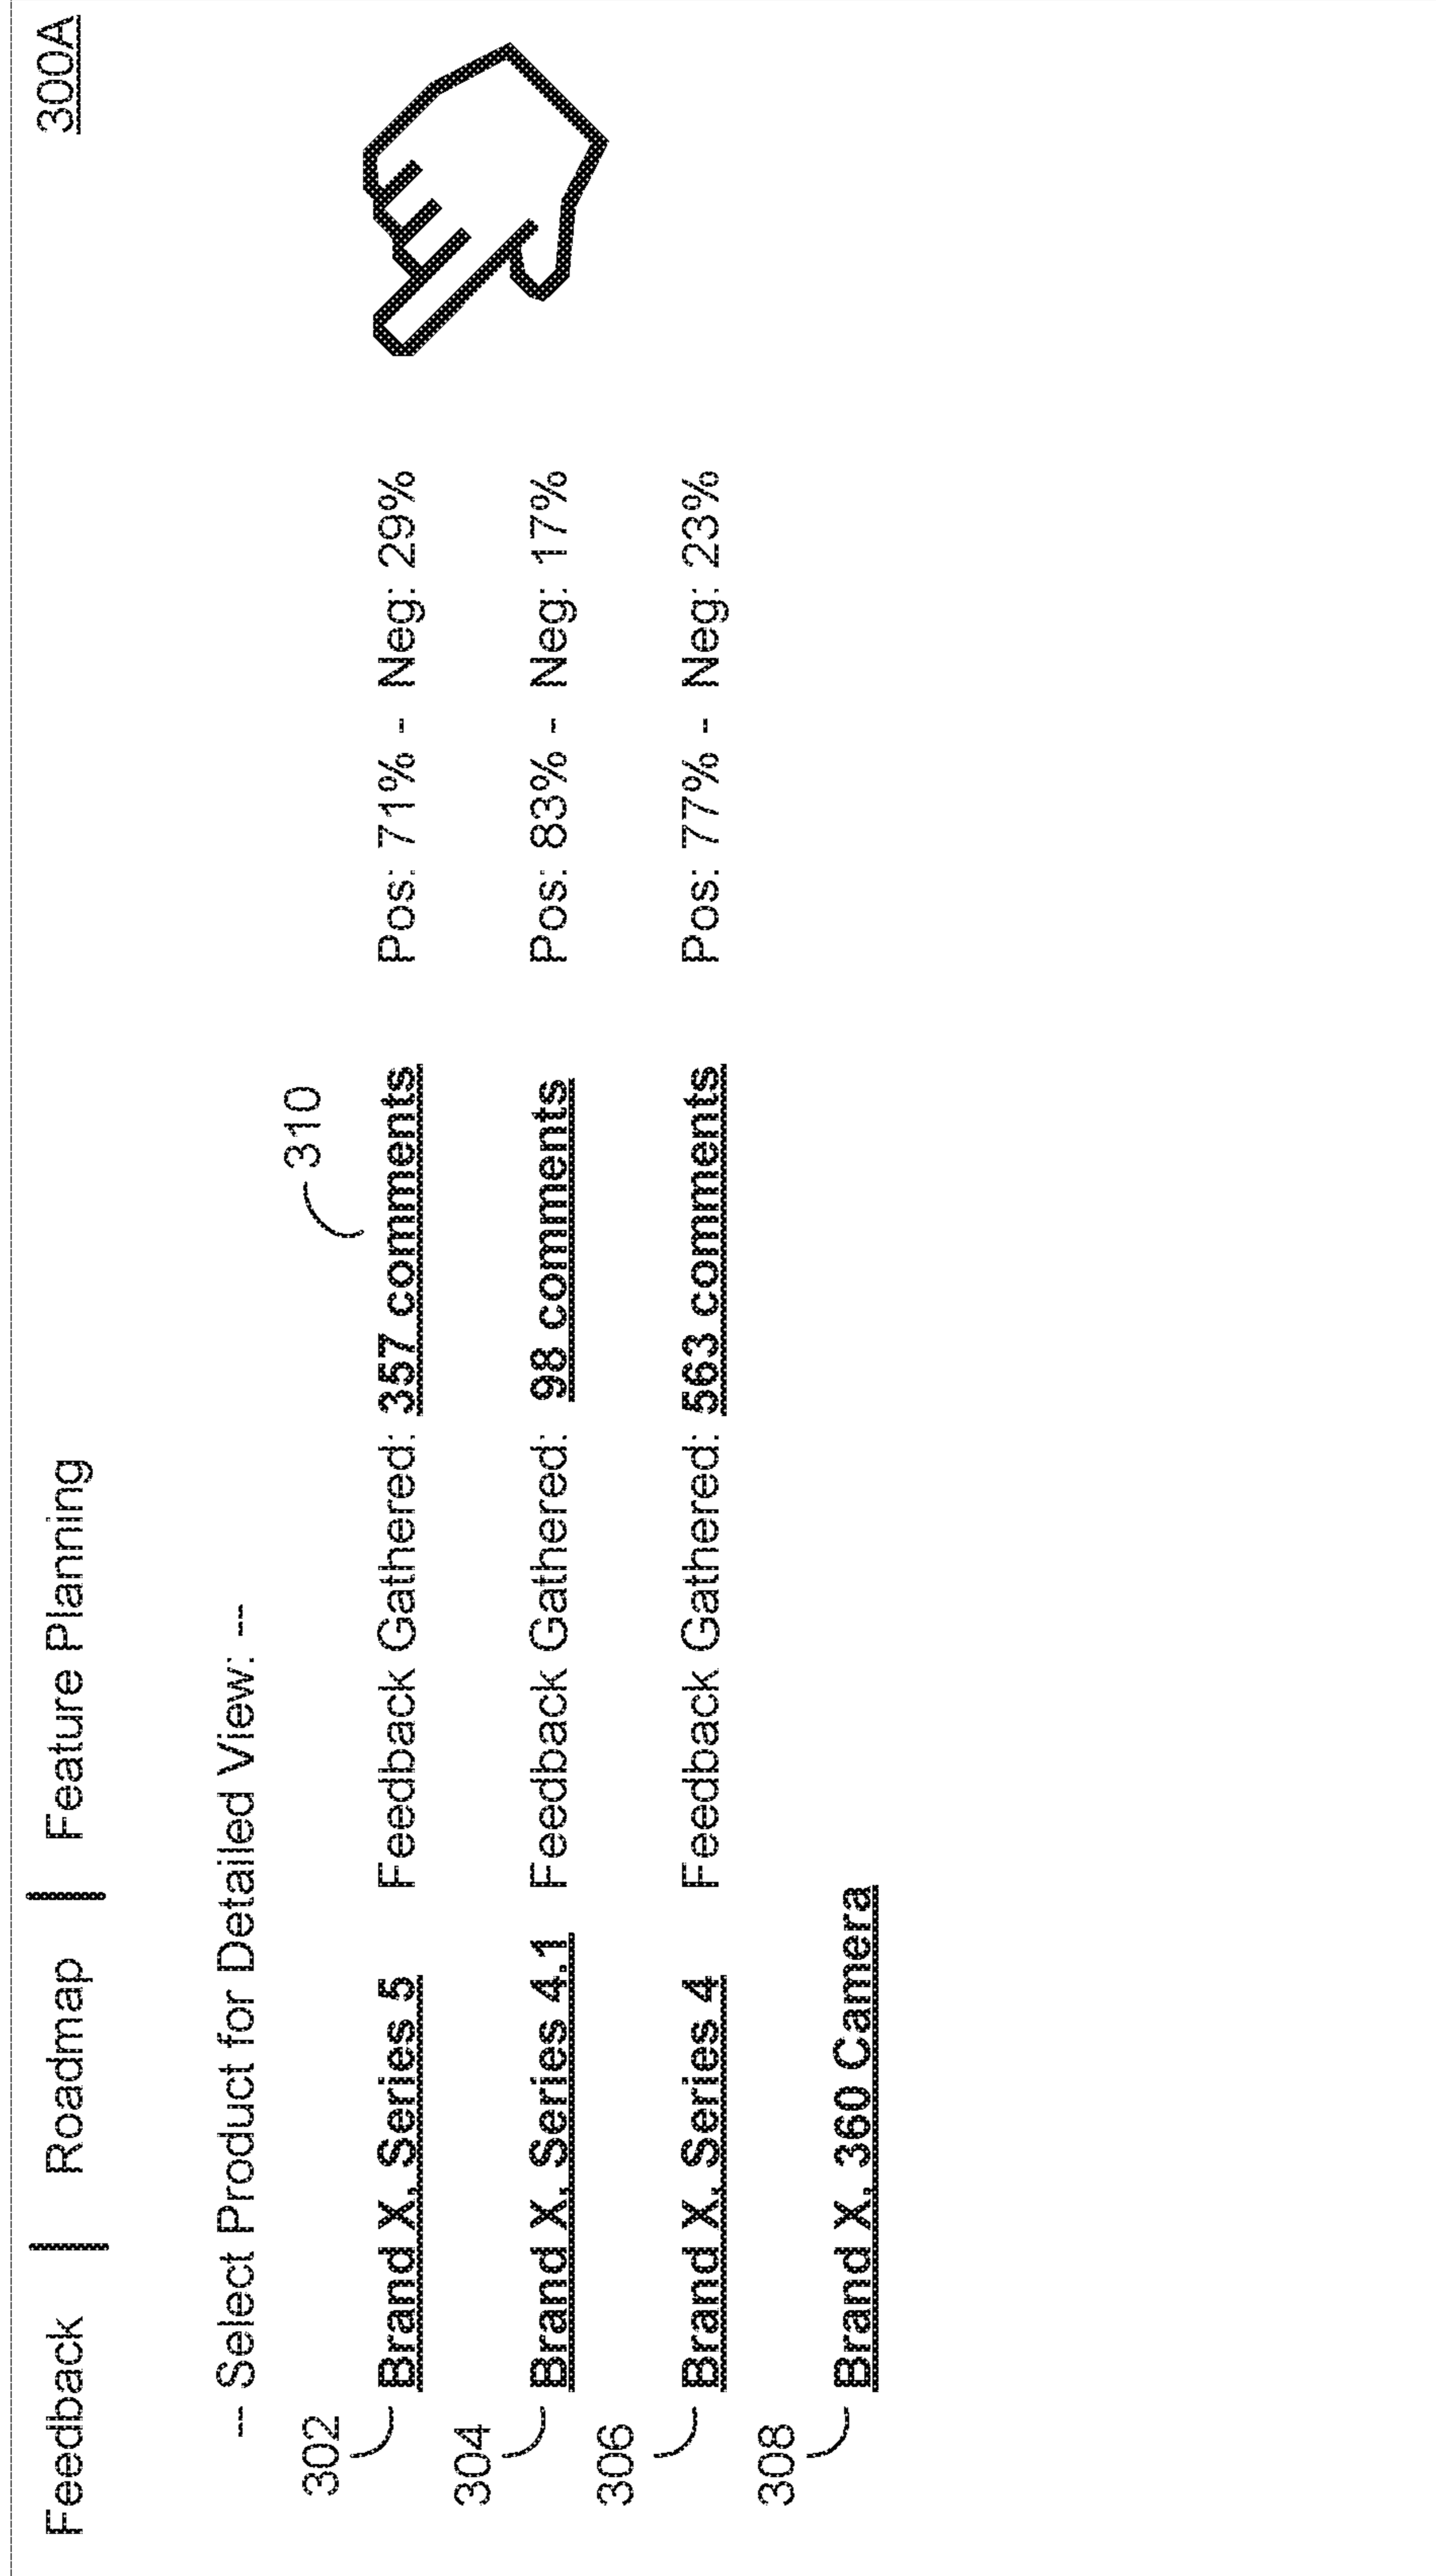 300A
Feedback | Roadmap | Feature Planning
-- Select Product for Detailed View: --
310
302 Brand X, Series 5 Feedback Gathered: 357 comments Pos: 71% - Neg: 29%
304 Brand X, Series 4.1 Feedback Gathered: 98 comments Pos: 83% - Neg: 17%
306 Brand X, Series 4 Feedback Gathered: 563 comments Pos: 77% - Neg: 23%
308 Brand X, 360 Camera